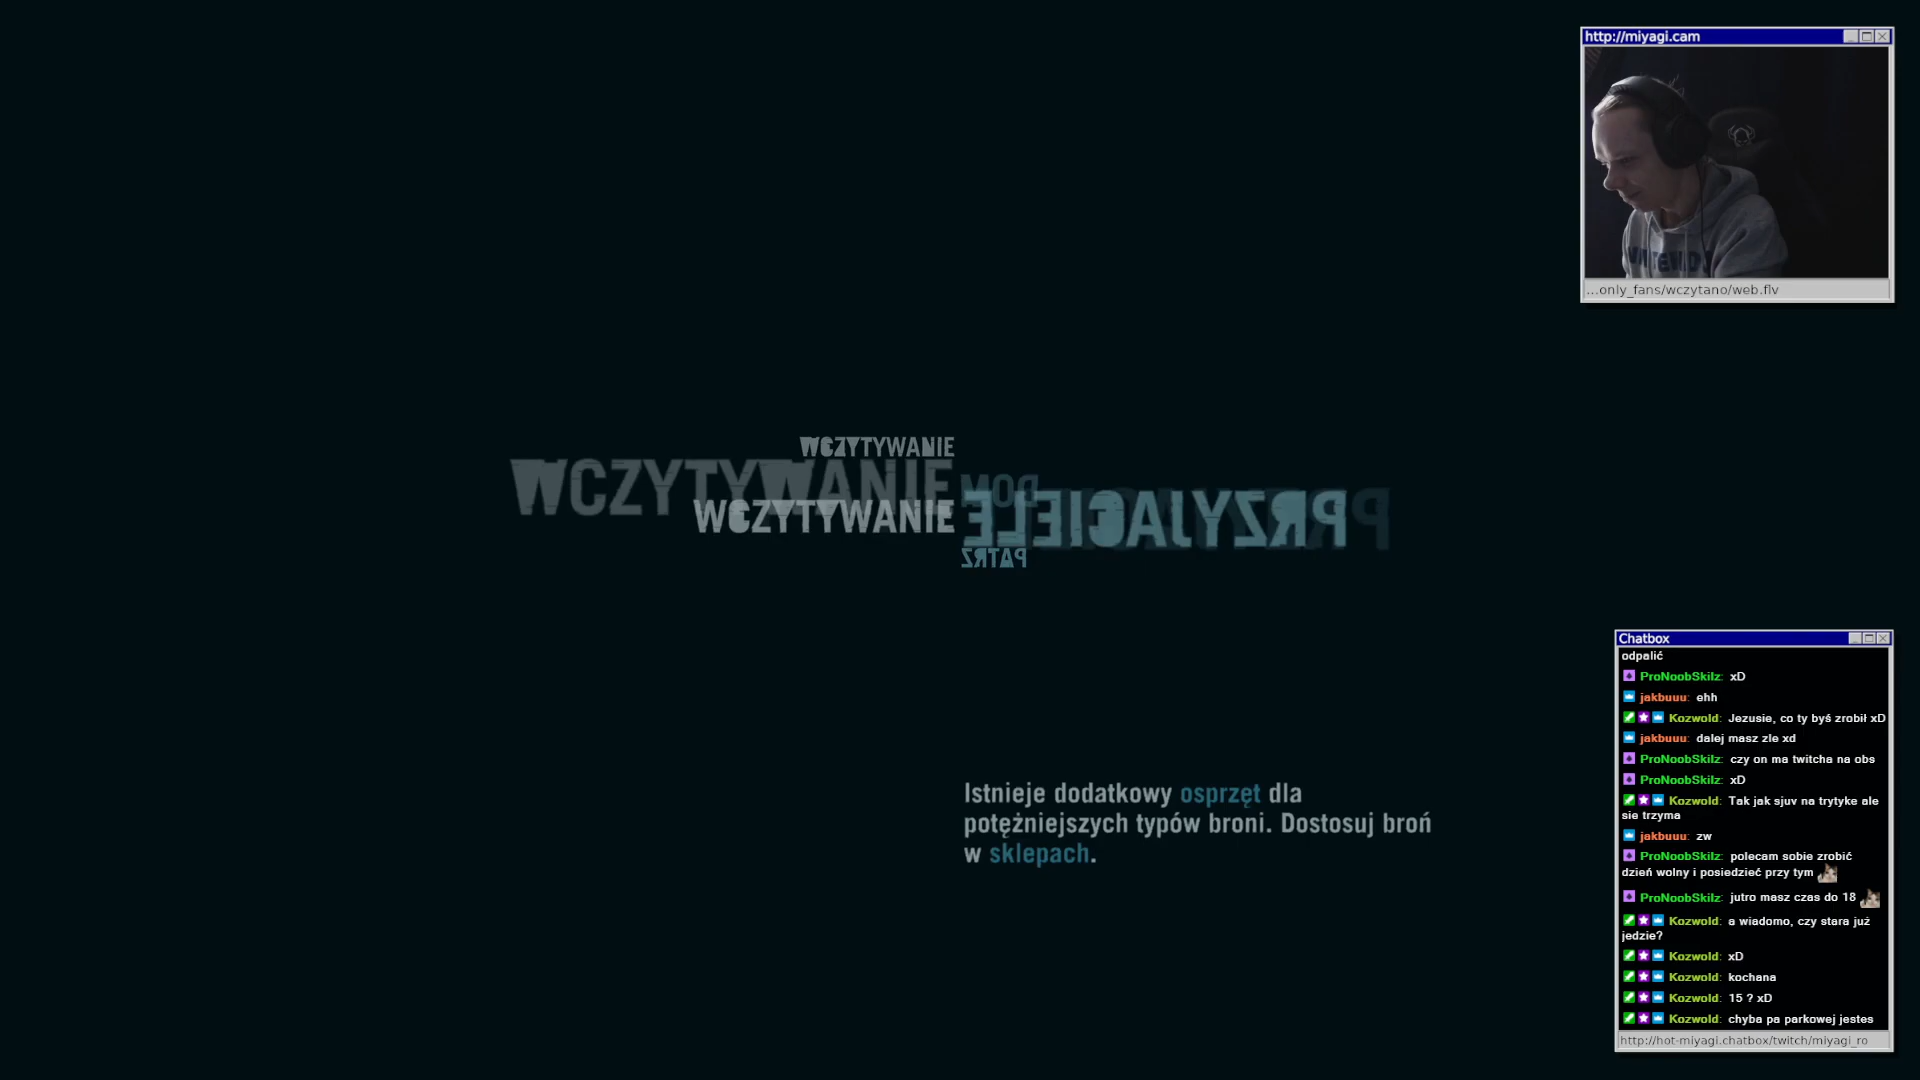 http://miyagi.cam
...only_fans/wczytano/web.flv
WCZYTYWANIE
WCZYTYWANIE
WCZYTYWANIE
DOM
PRZYJACIELE
PATRZ
Istnieje dodatkowy osprzęt dla
potężniejszych typów broni. Dostosuj broń
w sklepach.
Chatbox
odpalić
ProNoobSkilz: xD
jakbuuu: ehh
Kozwold: Jezusie, co ty byś zrobił xD
jakbuuu: dalej masz zle xd
ProNoobSkilz: czy on ma twitcha na obs
ProNoobSkilz: xD
Kozwold: Tak jak sjuv na trytyke ale
sie trzyma
jakbuuu: zw
ProNoobSkilz: polecam sobie zrobić
dzień wolny i posiedzieć przy tym
ProNoobSkilz: jutro masz czas do 18
Kozwold: a wiadomo, czy stara już
jedzie?
Kozwold: xD
Kozwold: kochana
Kozwold: 15 ? xD
Kozwold: chyba pa parkowej jestes
http://hot-miyagi.chatbox/twitch/miyagi_ro